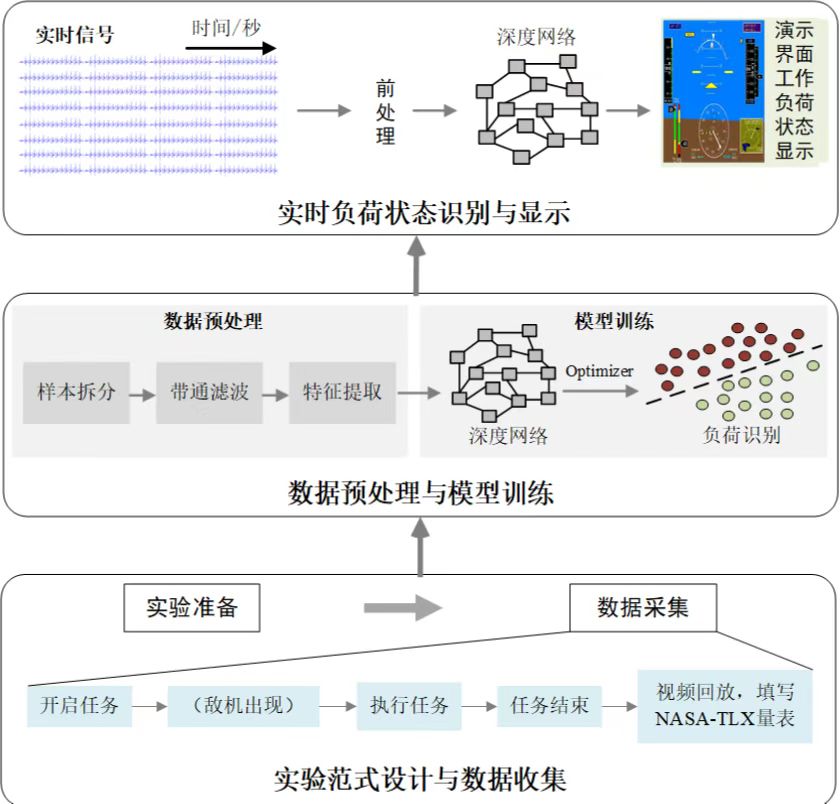 实时信号
时间/秒
前
处
理
深度网络
演示
界面
工作
负荷
状态
显示
实时负荷状态识别与显示
数据预处理
模型训练
样本拆分
带通滤波
特征提取
Optimizer
深度网络
负荷识别
数据预处理与模型训练
实验准备
数据采集
开启任务
（敌机出现）
执行任务
任务结束
视频回放，填写
NASA-TLX量表
实验范式设计与数据收集